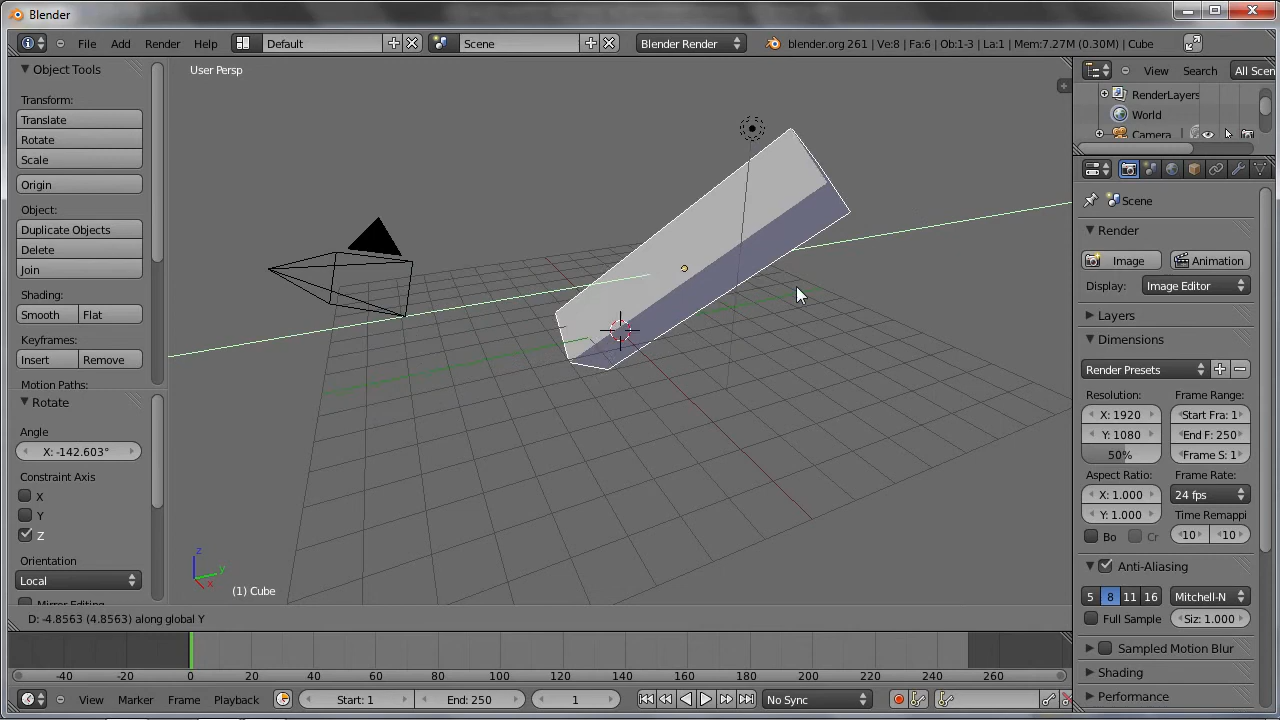 Blender
File Add Render Help Default Scene Blender Render blender.org 261 | Ve:8 | Fa:6 | Ob:1-3 | La:1 | Mem:7.27M (0.30M) | Cube
Object Tools
Transform:
Translate
Rotate
Scale
Origin
Object:
Duplicate Objects
Delete
Join
Shading:
Smooth Flat
Keyframes:
Insert Remove
Motion Paths:
Rotate
Angle
X: -142.603°
Constraint Axis
X
Y
Z
Orientation
Local
User Persp
z
y
x
(1) Cube
D: -4.8563 (4.8563) along global Y
View Search All Scen
RenderLayers
World
Camera
Scene
Render
Image Animation
Display: Image Editor
Layers
Dimensions
Render Presets
Resolution: Frame Range:
X: 1920 Start Fra: 1
Y: 1080 End F: 250
50% Frame S: 1
Aspect Ratio: Frame Rate:
X: 1.000 24 fps
Y: 1.000 Time Remappi
Bo Cr 10 10
Anti-Aliasing
5 8 11 16 Mitchell-N
Full Sample Siz: 1.000
Sampled Motion Blur
Shading
Performance
-40 -20 0 20 40 60 80 100 120 140 160 180 200 220 240 260
View Marker Frame Playback Start: 1 End: 250 1 No Sync